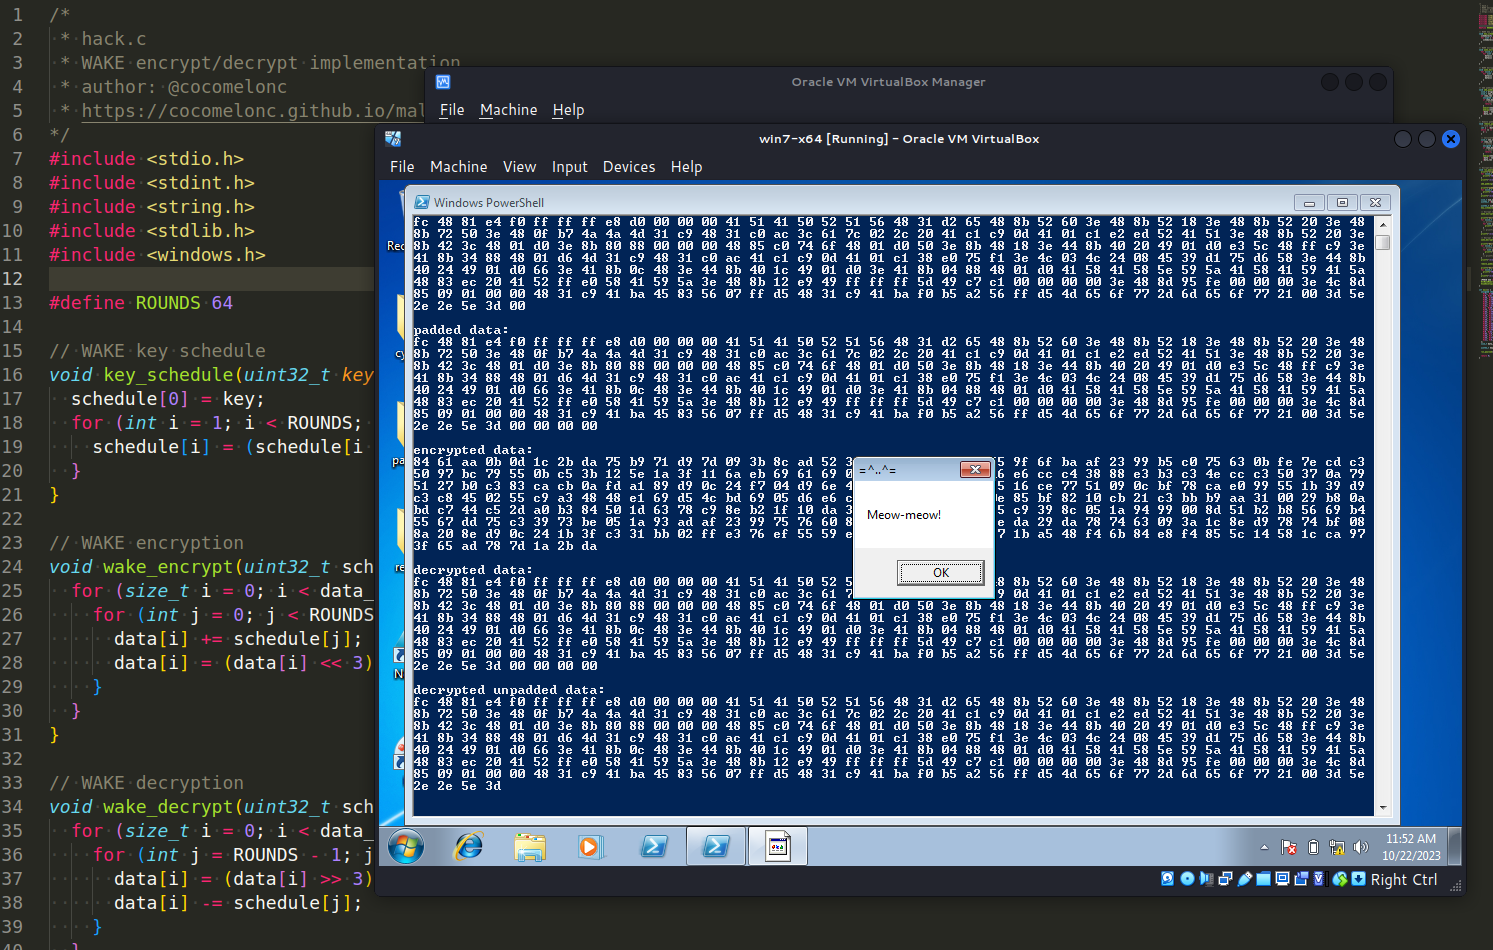 1 /*
2  * hack.c
3  * WAKE encrypt/decrypt implementation
4  * author: @cocomelonc
5  * https://cocomelonc.github.io/mal
6 */
7 #include <stdio.h>
8 #include <stdint.h>
9 #include <string.h>
10 #include <stdlib.h>
11 #include <windows.h>
12
13 #define ROUNDS 64
14
15 // WAKE key schedule
16 void key_schedule(uint32_t key
17   schedule[0] = key;
18   for (int i = 1; i < ROUNDS;
19     schedule[i] = (schedule[i
20   }
21 }
22
23 // WAKE encryption
24 void wake_encrypt(uint32_t sch
25   for (size_t i = 0; i < data_
26     for (int j = 0; j < ROUNDS
27       data[i] += schedule[j];
28       data[i] = (data[i] << 3)
29     }
30   }
31 }
32
33 // WAKE decryption
34 void wake_decrypt(uint32_t sch
35   for (size_t i = 0; i < data_
36     for (int j = ROUNDS - 1; j
37       data[i] = (data[i] >> 3)
38       data[i] -= schedule[j];
39     }
40   }
Oracle VM VirtualBox Manager
File Machine Help
win7-x64 [Running] - Oracle VM VirtualBox
File Machine View Input Devices Help
Rec
Windows PowerShell
fc 48 81 e4 f0 ff ff ff e8 d0 00 00 00 41 51 41 50 52 51 56 48 31 d2 65 48 8b 52 60 3e 48 8b 52 18 3e 48 8b 52 20 3e 48
8b 72 50 3e 48 0f b7 4a 4a 4d 31 c9 48 31 c0 ac 3c 61 7c 02 2c 20 41 c1 c9 0d 41 01 c1 e2 ed 52 41 51 3e 48 8b 52 20 3e
8b 42 3c 48 01 d0 3e 8b 80 88 00 00 00 48 85 c0 74 6f 48 01 d0 50 3e 8b 48 18 3e 44 8b 40 20 49 01 d0 e3 5c 48 ff c9 3e
41 8b 34 88 48 01 d6 4d 31 c9 48 31 c0 ac 41 c1 c9 0d 41 01 c1 38 e0 75 f1 3e 4c 03 4c 24 08 45 39 d1 75 d6 58 3e 44 8b
40 24 49 01 d0 66 3e 41 8b 0c 48 3e 44 8b 40 1c 49 01 d0 3e 41 8b 04 88 48 01 d0 41 58 41 58 5e 59 5a 41 58 41 59 41 5a
48 83 ec 20 41 52 ff e0 58 41 59 5a 3e 48 8b 12 e9 49 ff ff ff 5d 49 c7 c1 00 00 00 00 3e 48 8d 95 fe 00 00 00 3e 4c 8d
85 09 01 00 00 48 31 c9 41 ba 45 83 56 07 ff d5 48 31 c9 41 ba f0 b5 a2 56 ff d5 4d 65 6f 77 2d 6d 65 6f 77 21 00 3d 5e
2e 2e 5e 3d 00
padded data:
fc 48 81 e4 f0 ff ff ff e8 d0 00 00 00 41 51 41 50 52 51 56 48 31 d2 65 48 8b 52 60 3e 48 8b 52 18 3e 48 8b 52 20 3e 48
8b 72 50 3e 48 0f b7 4a 4a 4d 31 c9 48 31 c0 ac 3c 61 7c 02 2c 20 41 c1 c9 0d 41 01 c1 e2 ed 52 41 51 3e 48 8b 52 20 3e
8b 42 3c 48 01 d0 3e 8b 80 88 00 00 00 48 85 c0 74 6f 48 01 d0 50 3e 8b 48 18 3e 44 8b 40 20 49 01 d0 e3 5c 48 ff c9 3e
41 8b 34 88 48 01 d6 4d 31 c9 48 31 c0 ac 41 c1 c9 0d 41 01 c1 38 e0 75 f1 3e 4c 03 4c 24 08 45 39 d1 75 d6 58 3e 44 8b
40 24 49 01 d0 66 3e 41 8b 0c 48 3e 44 8b 40 1c 49 01 d0 3e 41 8b 04 88 48 01 d0 41 58 41 58 5e 59 5a 41 58 41 59 41 5a
48 83 ec 20 41 52 ff e0 58 41 59 5a 3e 48 8b 12 e9 49 ff ff ff 5d 49 c7 c1 00 00 00 00 3e 48 8d 95 fe 00 00 00 3e 4c 8d
85 09 01 00 00 48 31 c9 41 ba 45 83 56 07 ff d5 48 31 c9 41 ba f0 b5 a2 56 ff d5 4d 65 6f 77 2d 6d 65 6f 77 21 00 3d 5e
2e 2e 5e 3d 00 00 00 00
encrypted data:
84 61 aa 0b 0d 1c 2b da 75 b9 71 d9 7d 09 3b 8c ad 52 3 5 9f 6f ba af 23 99 b5 c0 75 63 0b fe 7e cd c3
50 97 bc 79 55 0b c5 3b 12 5e 1a 3f 11 6a eb 69 61 69 0 6 e6 cc c4 38 88 e3 b3 c3 4e cc c3 50 37 0a 79
51 27 b0 c3 83 ca cb 0a fd a1 89 d9 0c 24 f7 04 d9 6e 4 5 16 ce 77 51 09 0c bf 78 ca e0 99 55 1b 39 d9
c3 c8 45 02 55 c9 a3 48 48 e1 69 d5 4c bd 69 05 d6 e6 c e 85 bf 82 10 cb 21 c3 bb b9 aa 31 00 29 b8 0a
bd c7 44 c5 2d a0 b3 84 50 1d 63 78 c9 8e b2 1f 10 da 3 5 c9 39 8c 05 1a 94 99 00 8d 51 b2 b8 56 69 b4
55 67 dd 75 c3 39 73 be 05 1a 93 ad af 23 99 75 76 60 8 e da 29 da 78 74 63 09 3a 1c 8e d9 78 74 bf 08
8a 20 8e d9 0c 24 1b 3f c3 31 bb 02 ff e3 76 ef 55 59 e 7 1b a5 48 f4 6b 84 e8 f4 85 5c 14 58 1c ca 97
3f 65 ad 78 7d 1a 2b da
=^..^=
Meow-meow!
OK
decrypted data:
fc 48 81 e4 f0 ff ff ff e8 d0 00 00 00 41 51 41 50 52 5 8 8b 52 60 3e 48 8b 52 18 3e 48 8b 52 20 3e 48
8b 72 50 3e 48 0f b7 4a 4a 4d 31 c9 48 31 c0 ac 3c 61 7 9 0d 41 01 c1 e2 ed 52 41 51 3e 48 8b 52 20 3e
8b 42 3c 48 01 d0 3e 8b 80 88 00 00 00 48 85 c0 74 6f 48 01 d0 50 3e 8b 48 18 3e 44 8b 40 20 49 01 d0 e3 5c 48 ff c9 3e
41 8b 34 88 48 01 d6 4d 31 c9 48 31 c0 ac 41 c1 c9 0d 41 01 c1 38 e0 75 f1 3e 4c 03 4c 24 08 45 39 d1 75 d6 58 3e 44 8b
40 24 49 01 d0 66 3e 41 8b 0c 48 3e 44 8b 40 1c 49 01 d0 3e 41 8b 04 88 48 01 d0 41 58 41 58 5e 59 5a 41 58 41 59 41 5a
48 83 ec 20 41 52 ff e0 58 41 59 5a 3e 48 8b 12 e9 49 ff ff ff 5d 49 c7 c1 00 00 00 00 3e 48 8d 95 fe 00 00 00 3e 4c 8d
85 09 01 00 00 48 31 c9 41 ba 45 83 56 07 ff d5 48 31 c9 41 ba f0 b5 a2 56 ff d5 4d 65 6f 77 2d 6d 65 6f 77 21 00 3d 5e
2e 2e 5e 3d 00 00 00 00
decrypted unpadded data:
fc 48 81 e4 f0 ff ff ff e8 d0 00 00 00 41 51 41 50 52 51 56 48 31 d2 65 48 8b 52 60 3e 48 8b 52 18 3e 48 8b 52 20 3e 48
8b 72 50 3e 48 0f b7 4a 4a 4d 31 c9 48 31 c0 ac 3c 61 7c 02 2c 20 41 c1 c9 0d 41 01 c1 e2 ed 52 41 51 3e 48 8b 52 20 3e
8b 42 3c 48 01 d0 3e 8b 80 88 00 00 00 48 85 c0 74 6f 48 01 d0 50 3e 8b 48 18 3e 44 8b 40 20 49 01 d0 e3 5c 48 ff c9 3e
41 8b 34 88 48 01 d6 4d 31 c9 48 31 c0 ac 41 c1 c9 0d 41 01 c1 38 e0 75 f1 3e 4c 03 4c 24 08 45 39 d1 75 d6 58 3e 44 8b
40 24 49 01 d0 66 3e 41 8b 0c 48 3e 44 8b 40 1c 49 01 d0 3e 41 8b 04 88 48 01 d0 41 58 41 58 5e 59 5a 41 58 41 59 41 5a
48 83 ec 20 41 52 ff e0 58 41 59 5a 3e 48 8b 12 e9 49 ff ff ff 5d 49 c7 c1 00 00 00 00 3e 48 8d 95 fe 00 00 00 3e 4c 8d
85 09 01 00 00 48 31 c9 41 ba 45 83 56 07 ff d5 48 31 c9 41 ba f0 b5 a2 56 ff d5 4d 65 6f 77 2d 6d 65 6f 77 21 00 3d 5e
2e 2e 5e 3d
cy
pa
re
N
11:52 AM
10/22/2023
Right Ctrl